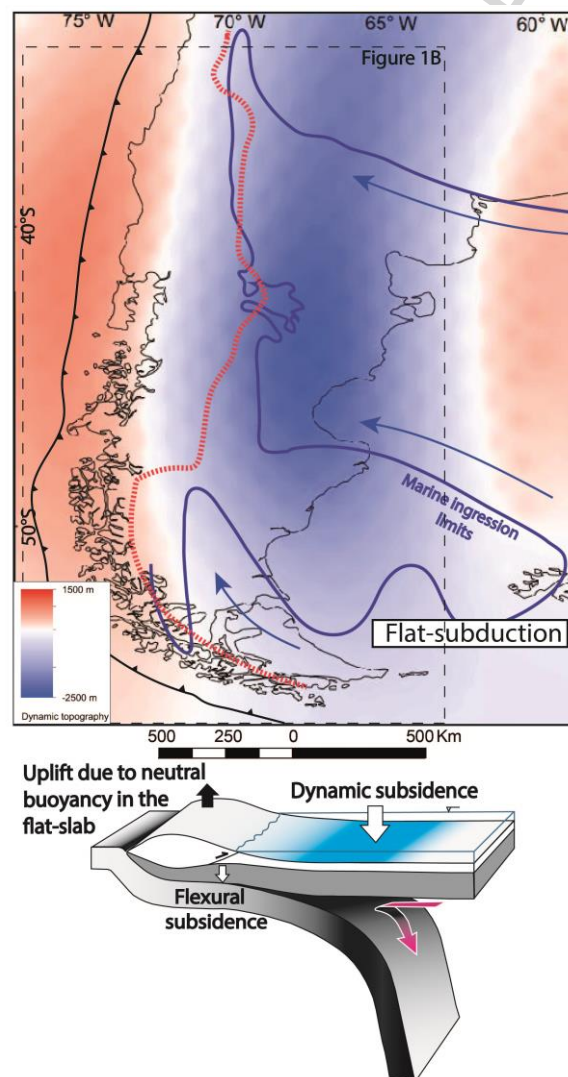 75° W 70° W 65° W 60° W
Figure 1B
40°S
50°S
Marine ingression
limits
Flat-subduction
1500 m
-2500 m
Dynamic topography
500 250 0 500 Km
Uplift due to neutral
buoyancy in the
flat-slab
Dynamic subsidence
Flexural
subsidence